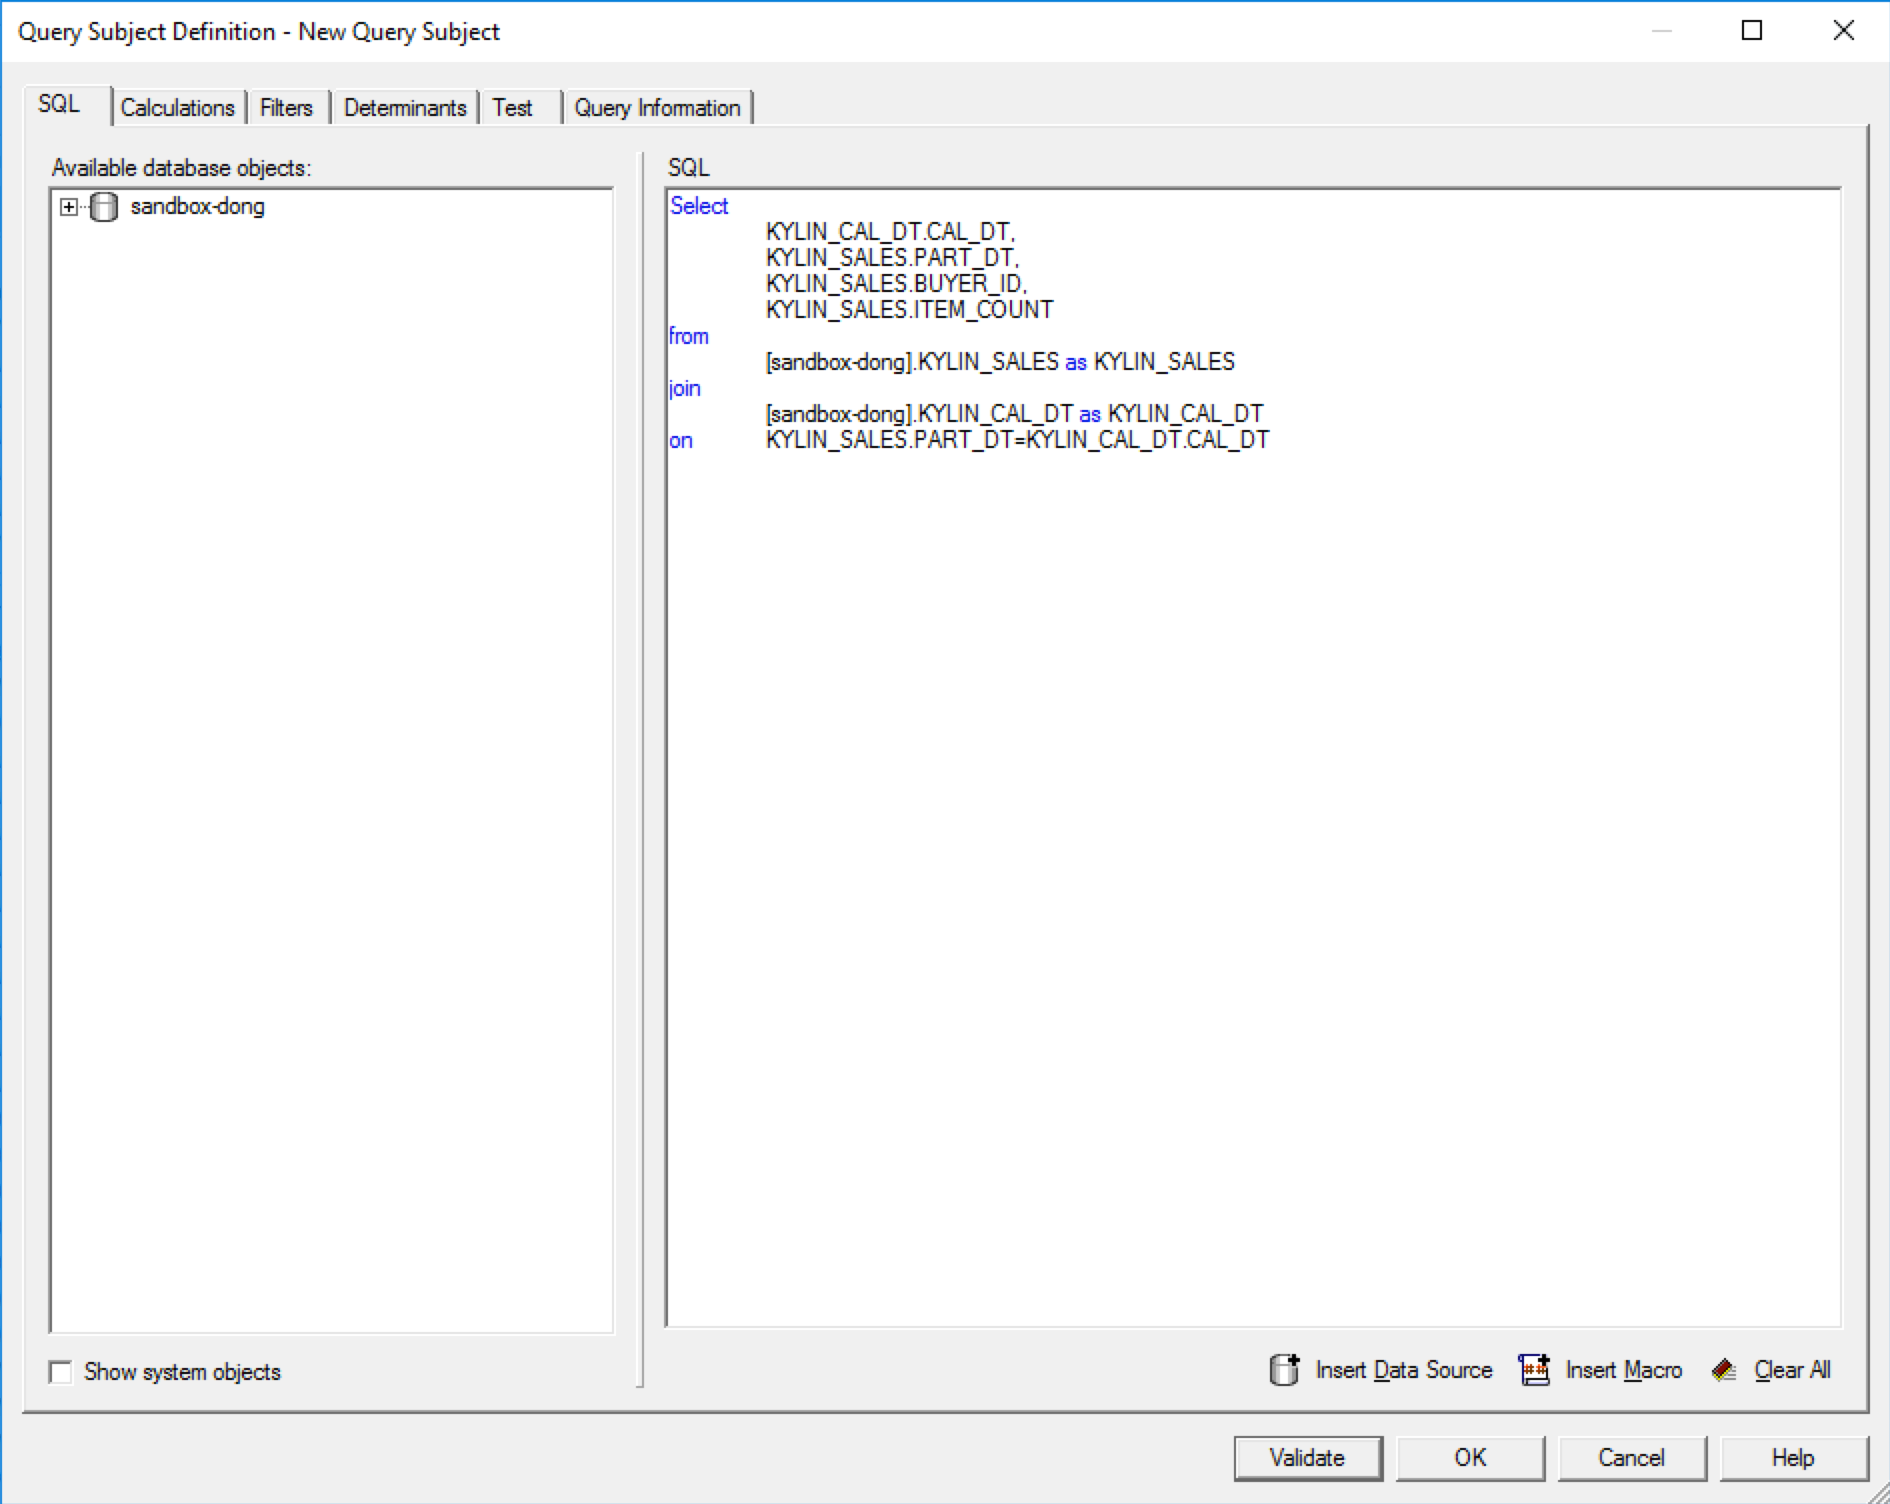 Query Subject Definition - New Query Subject
SQL Calculations Filters Determinants Test Query Information
Available database objects:
sandbox-dong
SQL
Select
KYLIN_CAL_DT.CAL_DT,
KYLIN_SALES.PART_DT,
KYLIN_SALES.BUYER_ID,
KYLIN_SALES.ITEM_COUNT
from
[sandbox-dong].KYLIN_SALES as KYLIN_SALES
join
[sandbox-dong].KYLIN_CAL_DT as KYLIN_CAL_DT
on KYLIN_SALES.PART_DT=KYLIN_CAL_DT.CAL_DT
Show system objects
Insert Data Source Insert Macro Clear All
Validate OK Cancel Help